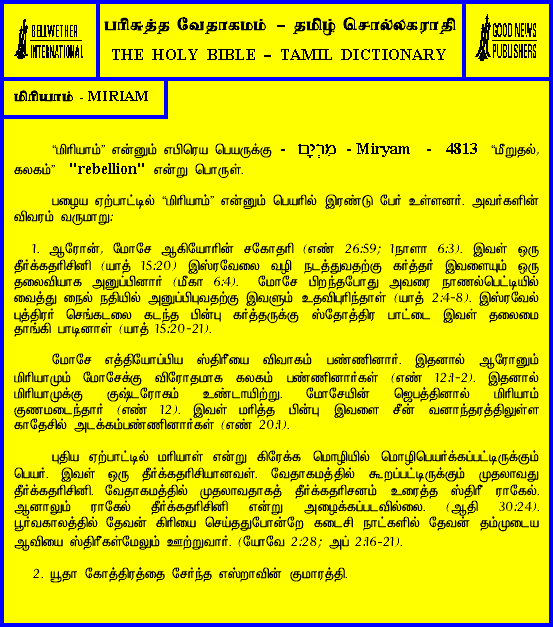 BELLWETHER
INTERNATIONAL
பரிசுத்த வேதாகமம் – தமிழ் சொல்லகராதி
THE HOLY BIBLE – TAMIL DICTIONARY
GOOD NEWS
PUBLISHERS
மிரியாம் - MIRIAM
“மிரியாம்” என்னும் எபிரெய பெயருக்கு - מִרְיָם - Miryam - 4813 “மீறுதல்,
கலகம்” "rebellion" என்று பொருள்.
பழைய ஏற்பாட்டில் “மிரியாம்” என்னும் பெயரில் இரண்டு பேர் உள்ளனர். அவர்களின்
விவரம் வருமாறு:
1. ஆரோன், மோசே ஆகியோரின் சகோதரி (எண் 26:59; 1நாளா 6:3). இவள் ஒரு
தீர்க்கதரிசினி (யாத் 15:20) இஸ்ரவேலை வழி நடத்துவதற்கு கர்த்தர் இவளையும் ஒரு
தலைவியாக அனுப்பினார் (மீகா 6:4). மோசே பிறந்தபோது அவரை நாணல்பெட்டியில்
வைத்து நைல் நதியில் அனுப்பிபுவதற்கு இவளும் உதவிபுரிந்தாள் (யாத் 2:4-8). இஸ்ரவேல்
புத்திரர் செங்கடலை கடந்த பின்பு கர்த்தருக்கு ஸ்தோத்திர பாட்டை இவள் தலைமை
தாங்கி பாடினாள் (யாத் 15:20-21).
மோசே எத்தியோப்பிய ஸ்திரீயை விவாகம் பண்ணினார். இதனால் ஆரோனும்
மிரியாமும் மோசேக்கு விரோதமாக கலகம் பண்ணினார்கள் (எண் 12:1-2). இதனால்
மிரியாமுக்கு குஷ்டரோகம் உண்டாயிற்று. மோசேயின் ஜெபத்தினால் மிரியாம்
குணமடைந்தார் (எண் 12). இவள் மரித்த பின்பு இவளை சீன் வனாந்தரத்திலுள்ள
காதேசில் அடக்கம்பண்ணினார்கள் (எண் 20:1).
புதிய ஏற்பாட்டில் மரியாள் என்று கிரேக்க மொழியில் மொழிபெயர்க்கப்பட்டிருக்கும்
பெயர். இவள் ஒரு தீர்க்கதரிசியானவள். வேதாகமத்தில் கூறப்பட்டிருக்கும் முதலாவது
தீர்க்கதரிசினி. வேதாகமத்தில் முதலாவதாகத் தீர்க்கதரிசனம் உரைத்த ஸ்திரீ ராகேல்.
ஆனாலும் ராகேல் தீர்க்கதரிசினி என்று அழைக்கப்படவில்லை. (ஆதி 30:24).
பூர்வகாலத்தில் தேவன் கிரியை செய்ததுபோன்றே கடைசி நாட்களில் தேவன் தம்முடைய
ஆவியை ஸ்திரீகள்மேலும் ஊற்றுவார். (யோவே 2:28; அப் 2:16-21).
2. யூதா கோத்திரத்தை சேர்ந்த எஸ்றாவின் குமாரத்தி.